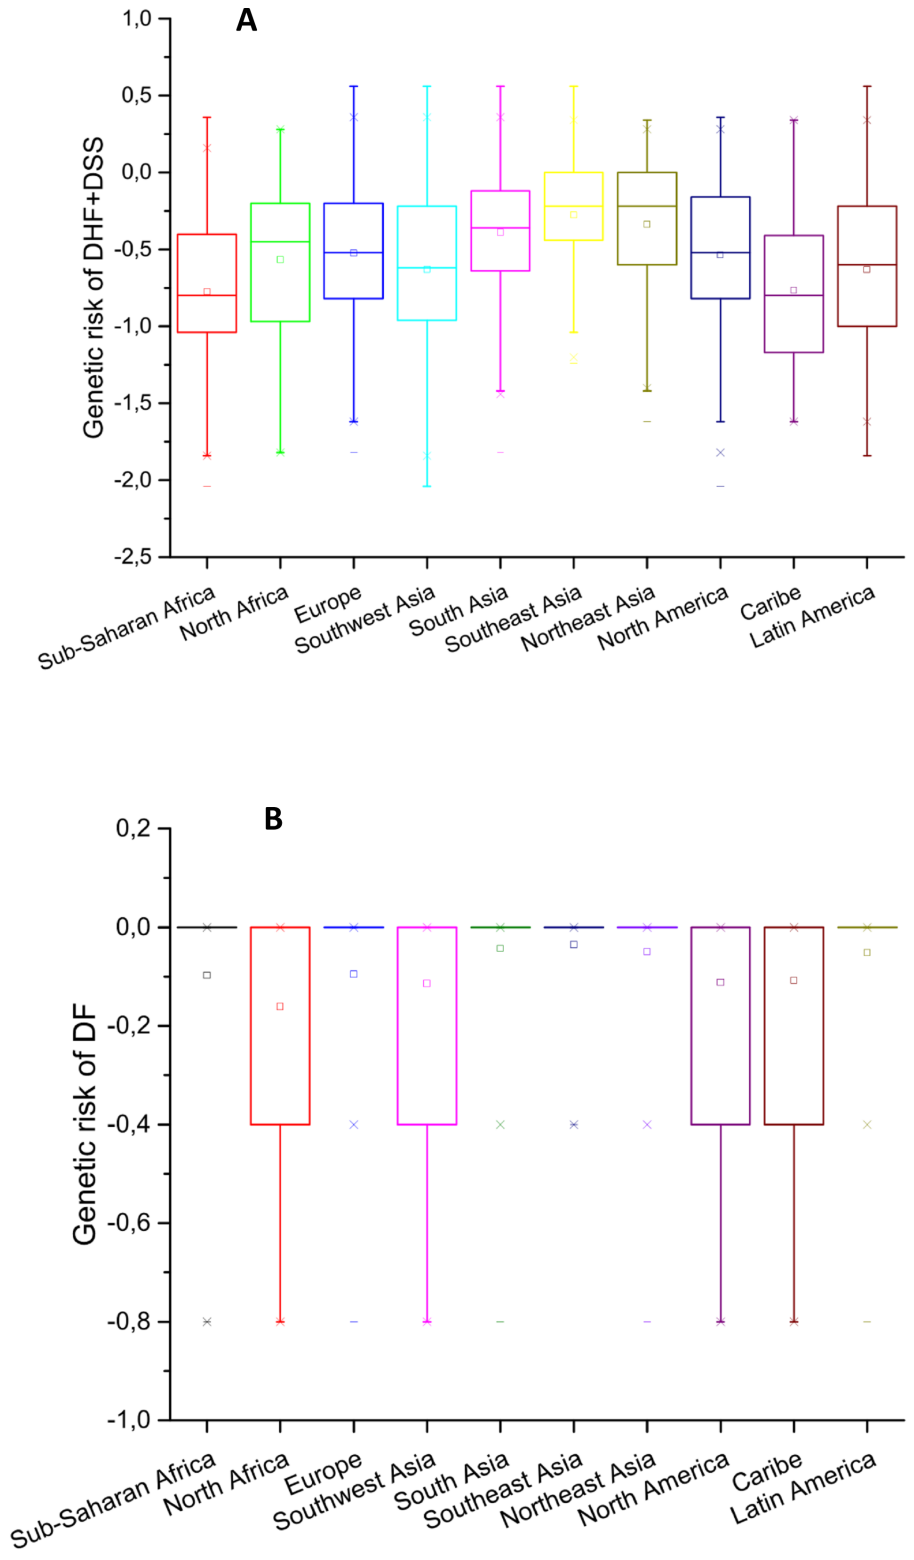 A
Genetic risk of DHF+DSS
1,0
0,5
0,0
-0,5
-1,0
-1,5
-2,0
-2,5
Sub-Saharan Africa
North Africa
Europe
Southwest Asia
South Asia
Southeast Asia
Northeast Asia
North America
Caribe
Latin America
B
Genetic risk of DF
0,2
0,0
-0,2
-0,4
-0,6
-0,8
-1,0
Sub-Saharan Africa
North Africa
Europe
Southwest Asia
South Asia
Southeast Asia
Northeast Asia
North America
Caribe
Latin America